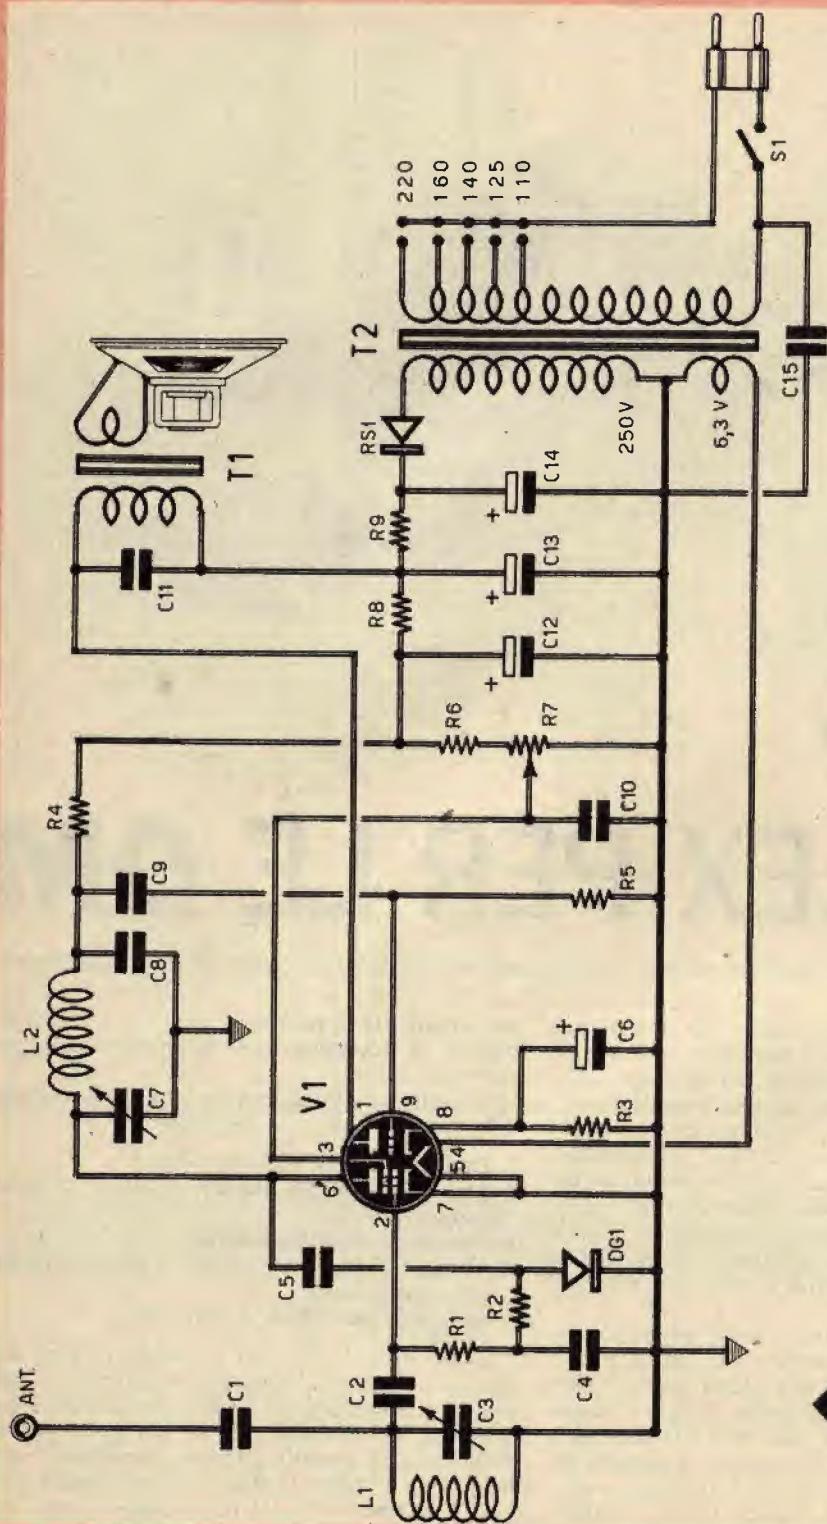 ANT.
C1
L1
C2
C3
R1
R2
C4
DG1
C5
L2
C7
C8
C9
R4
V1
6
3
1
2
9
7
5
4
8
R3
C6
R5
C10
R6
R7
R8
R9
C11
T1
+
C12
+
C13
+
C14
RS1
T2
250V
6,3 V
220
160
140
125
110
C15
S1